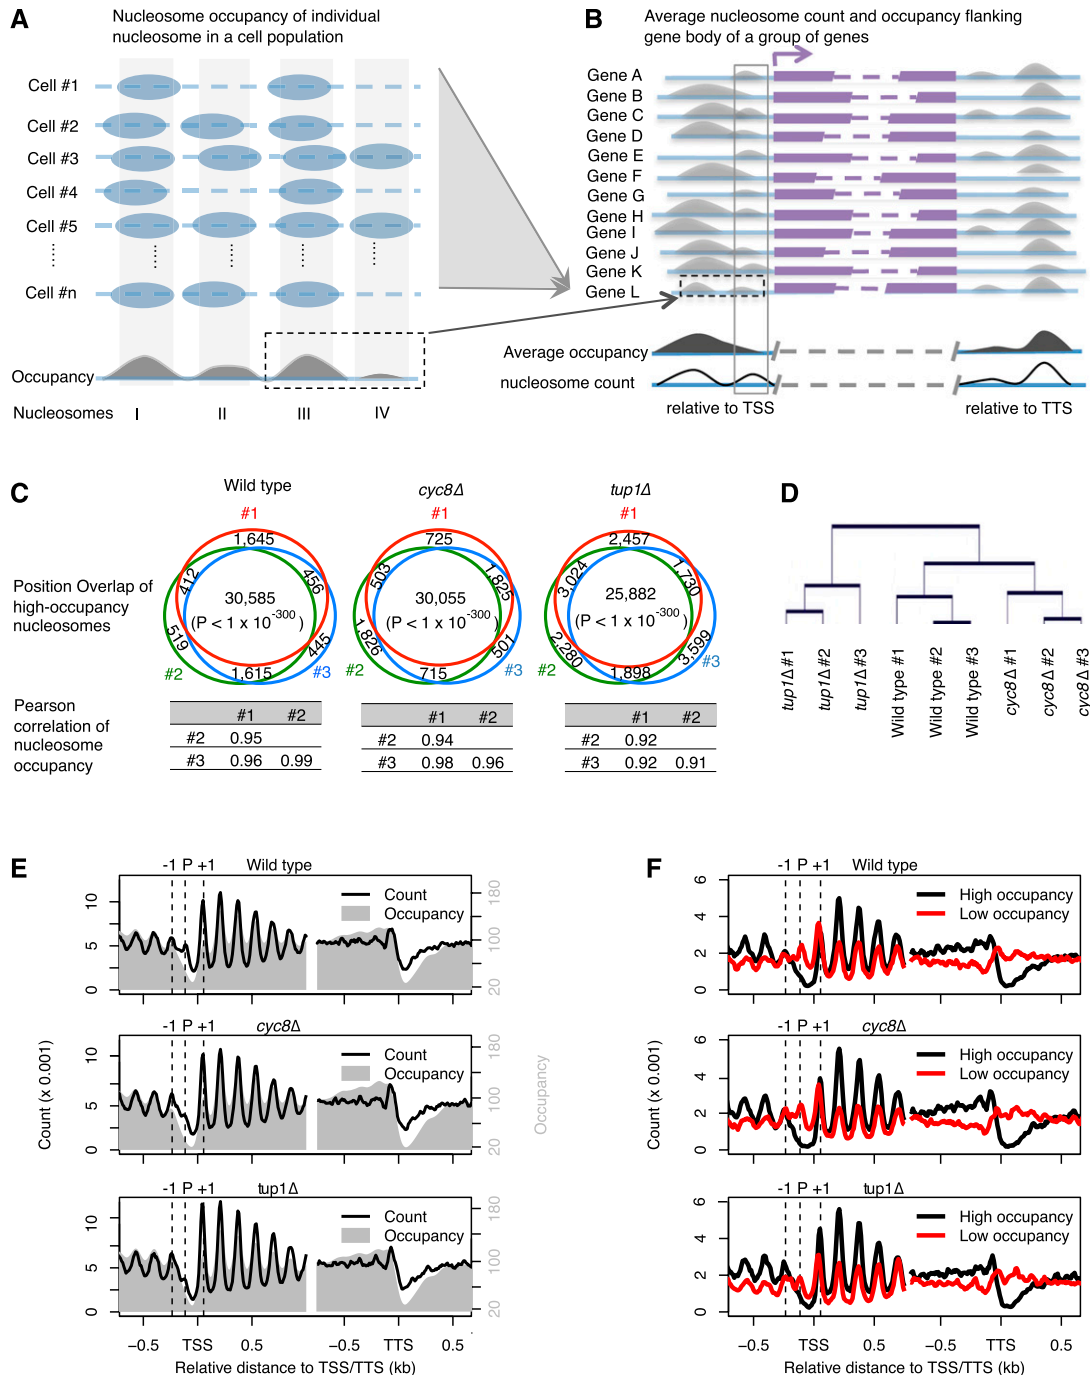 A
Nucleosome occupancy of individual
nucleosome in a cell population
Cell #1
Cell #2
Cell #3
Cell #4
Cell #5
Cell #n
Occupancy
Nucleosomes I II III IV
B
Average nucleosome count and occupancy flanking
gene body of a group of genes
Gene A
Gene B
Gene C
Gene D
Gene E
Gene F
Gene G
Gene H
Gene I
Gene J
Gene K
Gene L
Average occupancy
nucleosome count
relative to TSS relative to TTS
C
Wild type cyc8Δ tup1Δ
Position Overlap of
high-occupancy
nucleosomes
#1
1,645
412 456
30,585
(P < 1 x 10-300)
519 445
#2 #3
1,615
#1
725
503 1,825
30,055
(P < 1 x 10-300)
1,826 501
#2 #3
715
#1
2,457
3,024 1,730
25,882
(P < 1 x 10-300)
2,280 3,599
#2 #3
1,898
Pearson
correlation of
nucleosome
occupancy
#1 #2
#2 0.95
#3 0.96 0.99
#1 #2
#2 0.94
#3 0.98 0.96
#1 #2
#2 0.92
#3 0.92 0.91
D
tup1Δ #1
tup1Δ #2
tup1Δ #3
Wild type #1
Wild type #2
Wild type #3
cyc8Δ #1
cyc8Δ #2
cyc8Δ #3
E
-1 P +1 Wild type
Count
Occupancy
10
5
0
180
100
20
-1 P +1 cyc8Δ
Count
Occupancy
10
5
0
180
100
20
Count (x 0.001)
Occupancy
-1 P +1 tup1Δ
Count
Occupancy
10
5
0
180
100
20
−0.5 TSS 0.5 −0.5 TTS 0.5
Relative distance to TSS/TTS (kb)
F
-1 P +1 Wild type
High occupancy
Low occupancy
6
4
2
0
-1 P +1 cyc8Δ
High occupancy
Low occupancy
6
4
2
0
Count (x 0.001)
-1 P +1 tup1Δ
High occupancy
Low occupancy
6
4
2
0
−0.5 TSS 0.5 −0.5 TTS 0.5
Relative distance to TSS/TTS (kb)